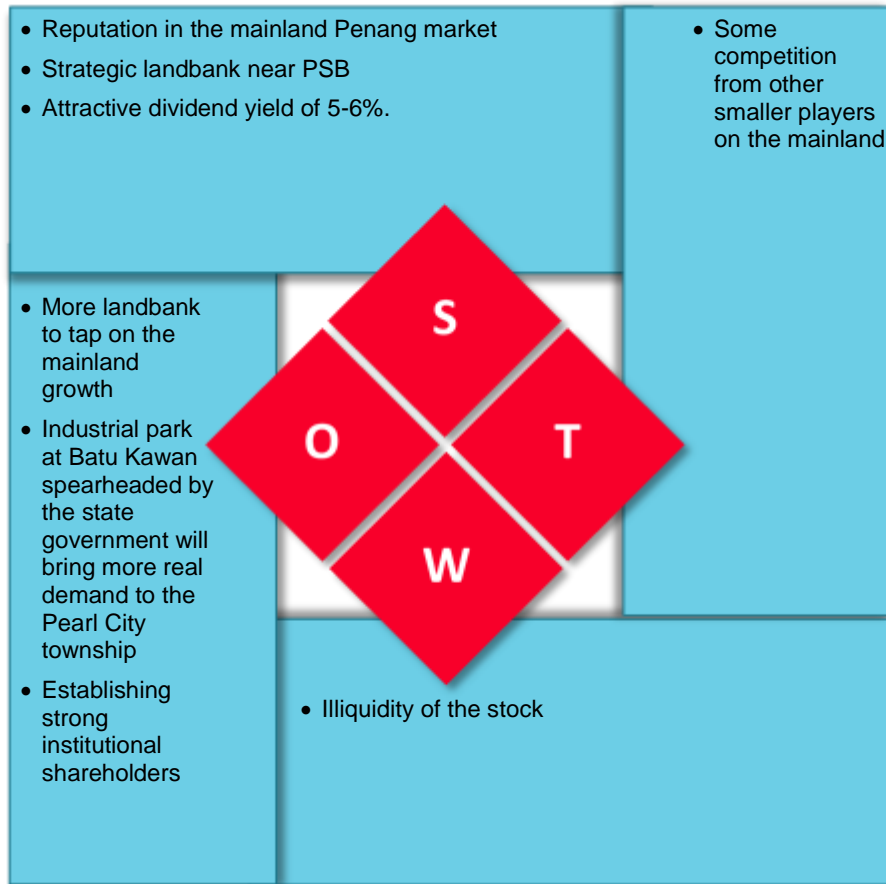 • Reputation in the mainland Penang market
• Strategic landbank near PSB
• Attractive dividend yield of 5-6%.
• Some
competition
from other
smaller players
on the mainland
• More landbank
to tap on the
mainland
growth
• Industrial park
at Batu Kawan
spearheaded by
the state
government will
bring more real
demand to the
Pearl City
township
• Establishing
strong
institutional
shareholders
S
O
T
W
• Illiquidity of the stock